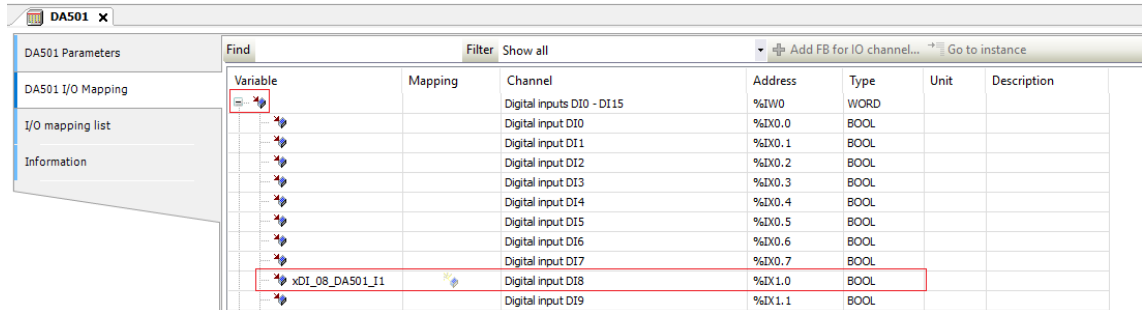 DA501 X
DA501 Parameters
DA501 I/O Mapping
I/O mapping list
Information
Find Filter Show all Add FB for IO channel... Go to instance
Variable Mapping Channel Address Type Unit Description
Digital inputs DI0 - DI15 %IW0 WORD
Digital input DI0 %IX0.0 BOOL
Digital input DI1 %IX0.1 BOOL
Digital input DI2 %IX0.2 BOOL
Digital input DI3 %IX0.3 BOOL
Digital input DI4 %IX0.4 BOOL
Digital input DI5 %IX0.5 BOOL
Digital input DI6 %IX0.6 BOOL
Digital input DI7 %IX0.7 BOOL
xDI_08_DA501_I1 Digital input DI8 %IX1.0 BOOL
Digital input DI9 %IX1.1 BOOL